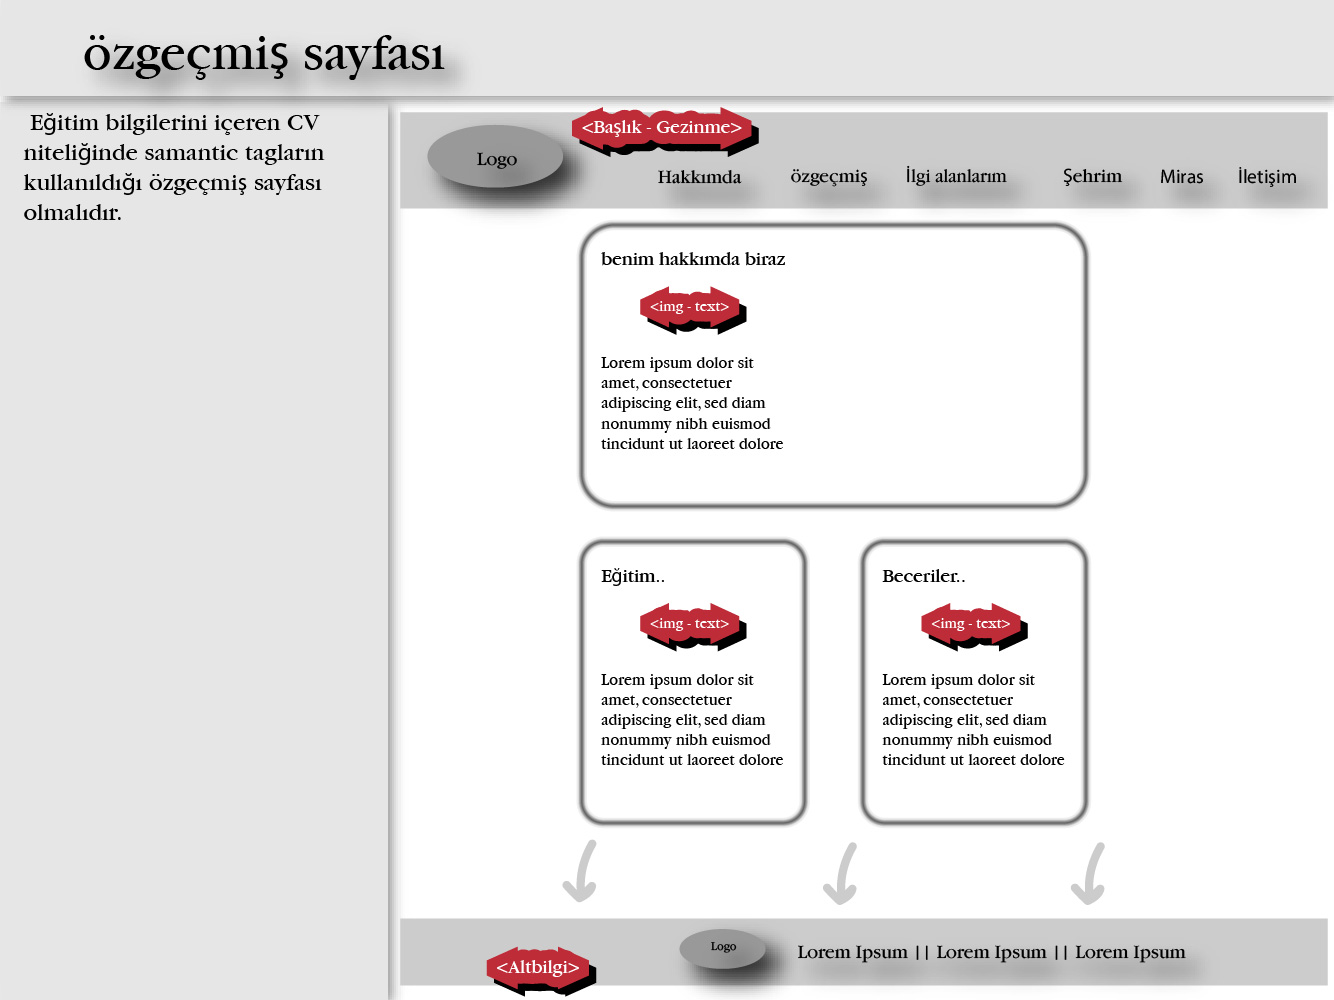 özgeçmiş sayfası
Eğitim bilgilerini içeren CV
niteliğinde samantic tagların
kullanıldığı özgeçmiş sayfası
olmalıdır.
Logo
<Başlık - Gezinme>
Hakkımda özgeçmiş İlgi alanlarım Şehrim Miras İletişim
benim hakkımda biraz
<img - text>
Lorem ipsum dolor sit
amet, consectetuer
adipiscing elit, sed diam
nonummy nibh euismod
tincidunt ut laoreet dolore
Eğitim..
<img - text>
Lorem ipsum dolor sit
amet, consectetuer
adipiscing elit, sed diam
nonummy nibh euismod
tincidunt ut laoreet dolore
Beceriler..
<img - text>
Lorem ipsum dolor sit
amet, consectetuer
adipiscing elit, sed diam
nonummy nibh euismod
tincidunt ut laoreet dolore
<Altbilgi>
Logo
Lorem Ipsum || Lorem Ipsum || Lorem Ipsum